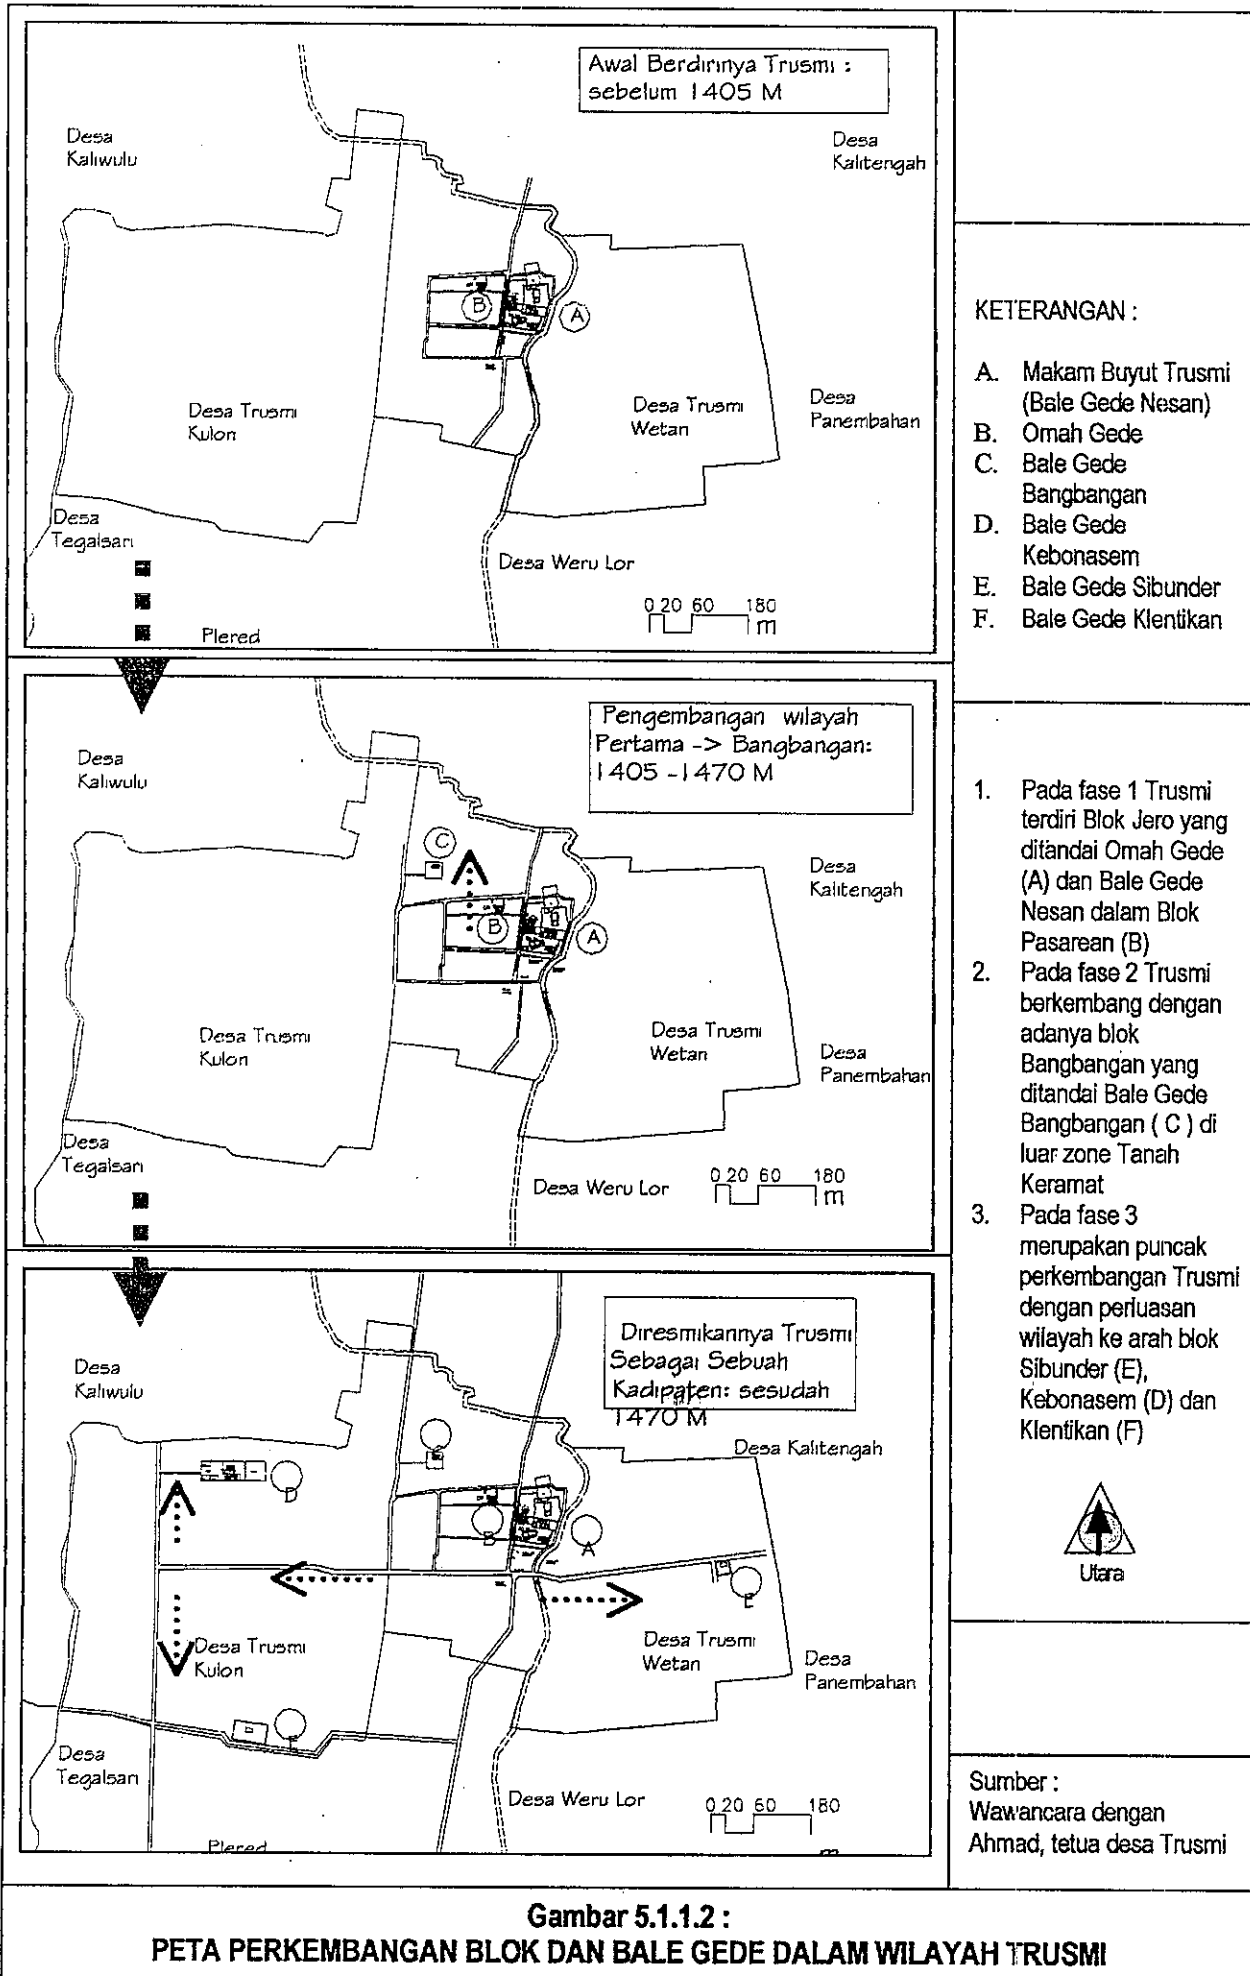 Awal Berdirinya Trusmi :
sebelum 1405 M
Desa
Kaliwulu
Desa
Kalitengah
B
A
Desa Trusmi
Kulon
Desa Trusmi
Wetan
Desa
Panembahan
Desa
Tegalsari
Desa Weru Lor
0 20 60 180
m
Plered
Pengembangan wilayah
Pertama -> Bangbangan:
1405 -1470 M
Desa
Kaliwulu
C
Desa
Kalitengah
B
A
Desa Trusmi
Kulon
Desa Trusmi
Wetan
Desa
Panembahan
Desa
Tegalsari
Desa Weru Lor
0 20 60 180
m
Diresmikannya Trusmi
Sebagai Sebuah
Kadipaten: sesudah
1470 M
Desa
Kaliwulu
Desa Kalitengah
C
D
B
A
E
Desa Trusmi
Kulon
Desa Trusmi
Wetan
Desa
Panembahan
Desa
Tegalsari
Desa Weru Lor
0 20 60 180
m
Plered
KETERANGAN :
A. Makam Buyut Trusmi
(Bale Gede Nesan)
B. Omah Gede
C. Bale Gede
Bangbangan
D. Bale Gede
Kebonasem
E. Bale Gede Sibunder
F. Bale Gede Klentikan
1. Pada fase 1 Trusmi
terdiri Blok Jero yang
ditandai Omah Gede
(A) dan Bale Gede
Nesan dalam Blok
Pasarean (B)
2. Pada fase 2 Trusmi
berkembang dengan
adanya blok
Bangbangan yang
ditandai Bale Gede
Bangbangan ( C ) di
luar zone Tanah
Keramat
3. Pada fase 3
merupakan puncak
perkembangan Trusmi
dengan perluasan
wilayah ke arah blok
Sibunder (E),
Kebonasem (D) dan
Klentikan (F)
Utara
Sumber :
Wawancara dengan
Ahmad, tetua desa Trusmi
Gambar 5.1.1.2 :
PETA PERKEMBANGAN BLOK DAN BALE GEDE DALAM WILAYAH TRUSMI